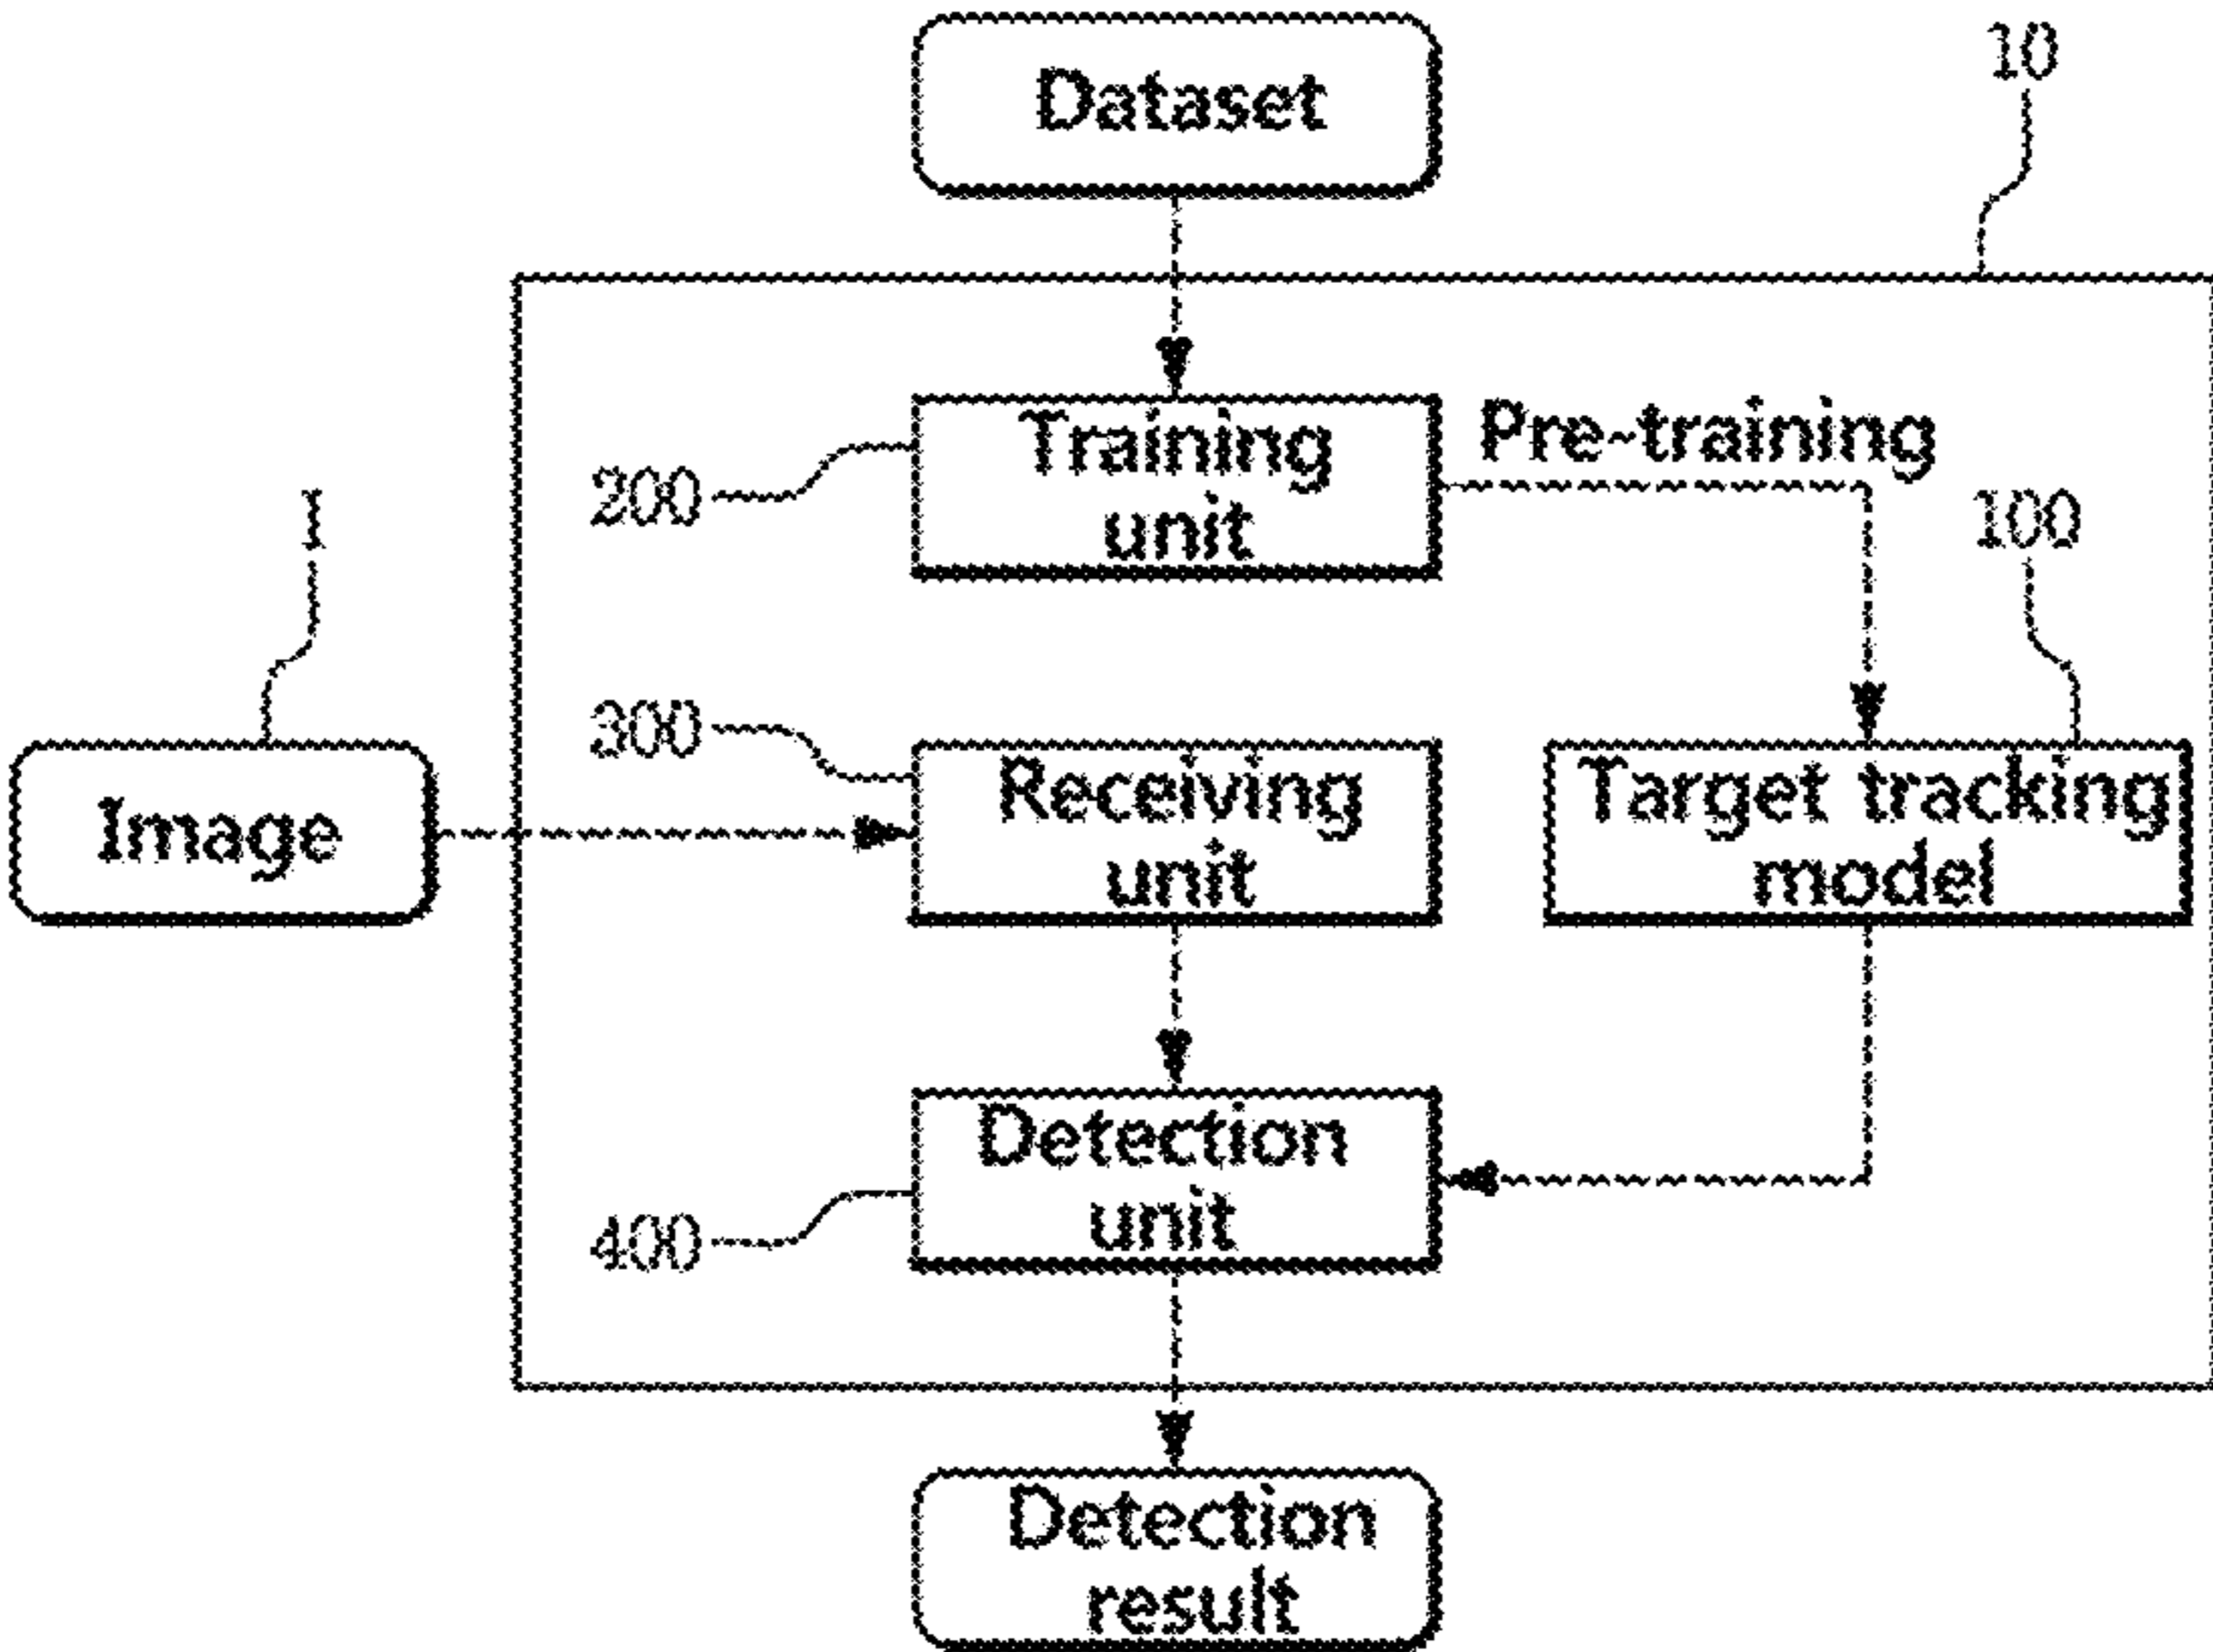 Dataset
10
Training
unit
Pre-training
200
100
I
300
Receiving
unit
Target tracking
model
Image
Detection
unit
400
Detection
result